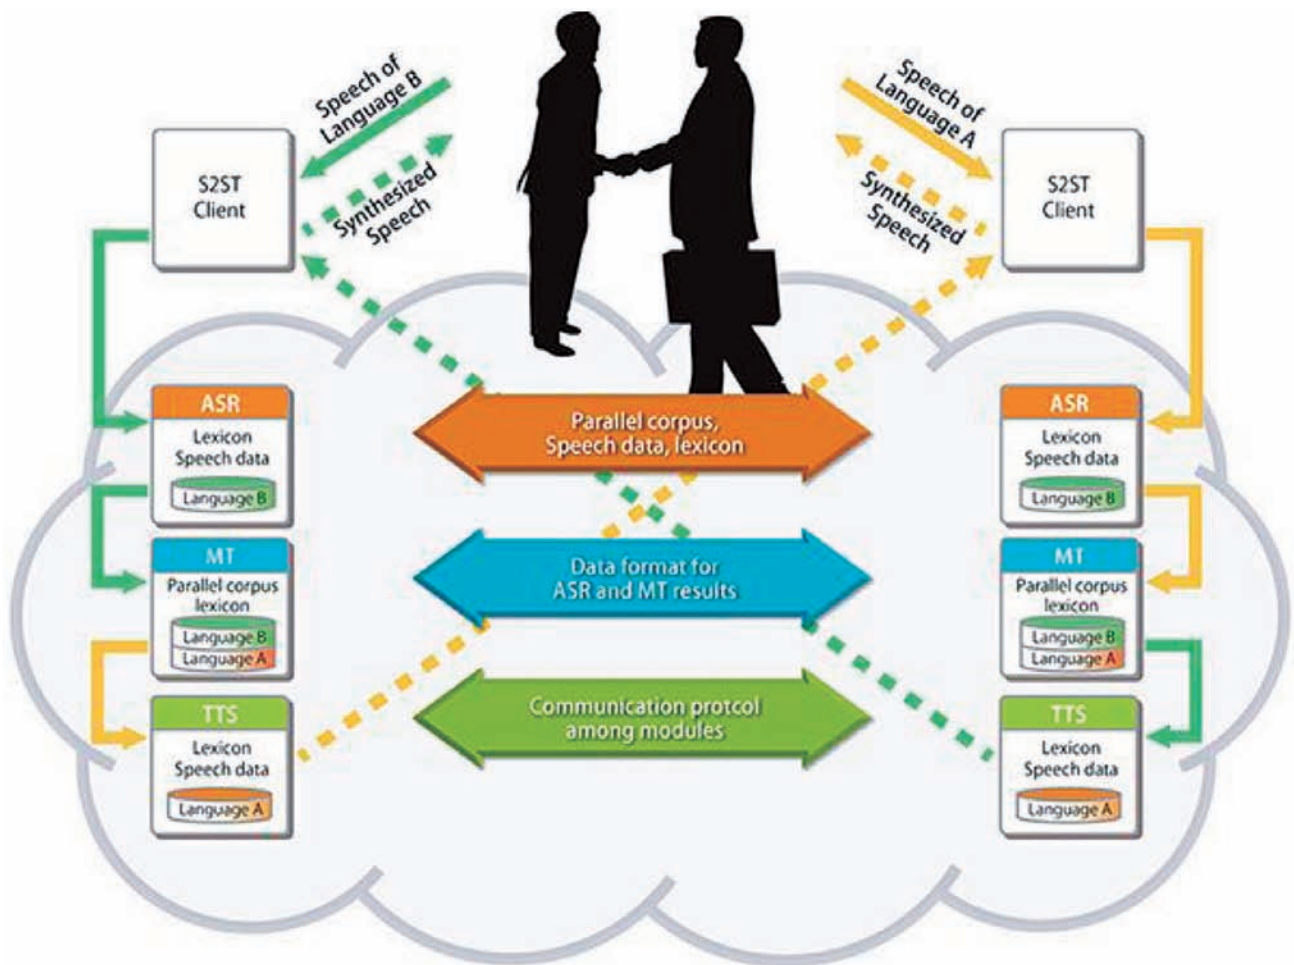 Speech of
Language B
Synthesized
Speech
S2ST
Client
Speech of
Language A
Synthesized
Speech
S2ST
Client
ASR
Lexicon
Speech data
Language B
MT
Parallel corpus
lexicon
Language B
Language A
TTS
Lexicon
Speech data
Language A
Parallel corpus,
Speech data, lexicon
Data format for
ASR and MT results
Communication protcol
among modules
ASR
Lexicon
Speech data
Language B
MT
Parallel corpus
lexicon
Language B
Language A
TTS
Lexicon
Speech data
Language A